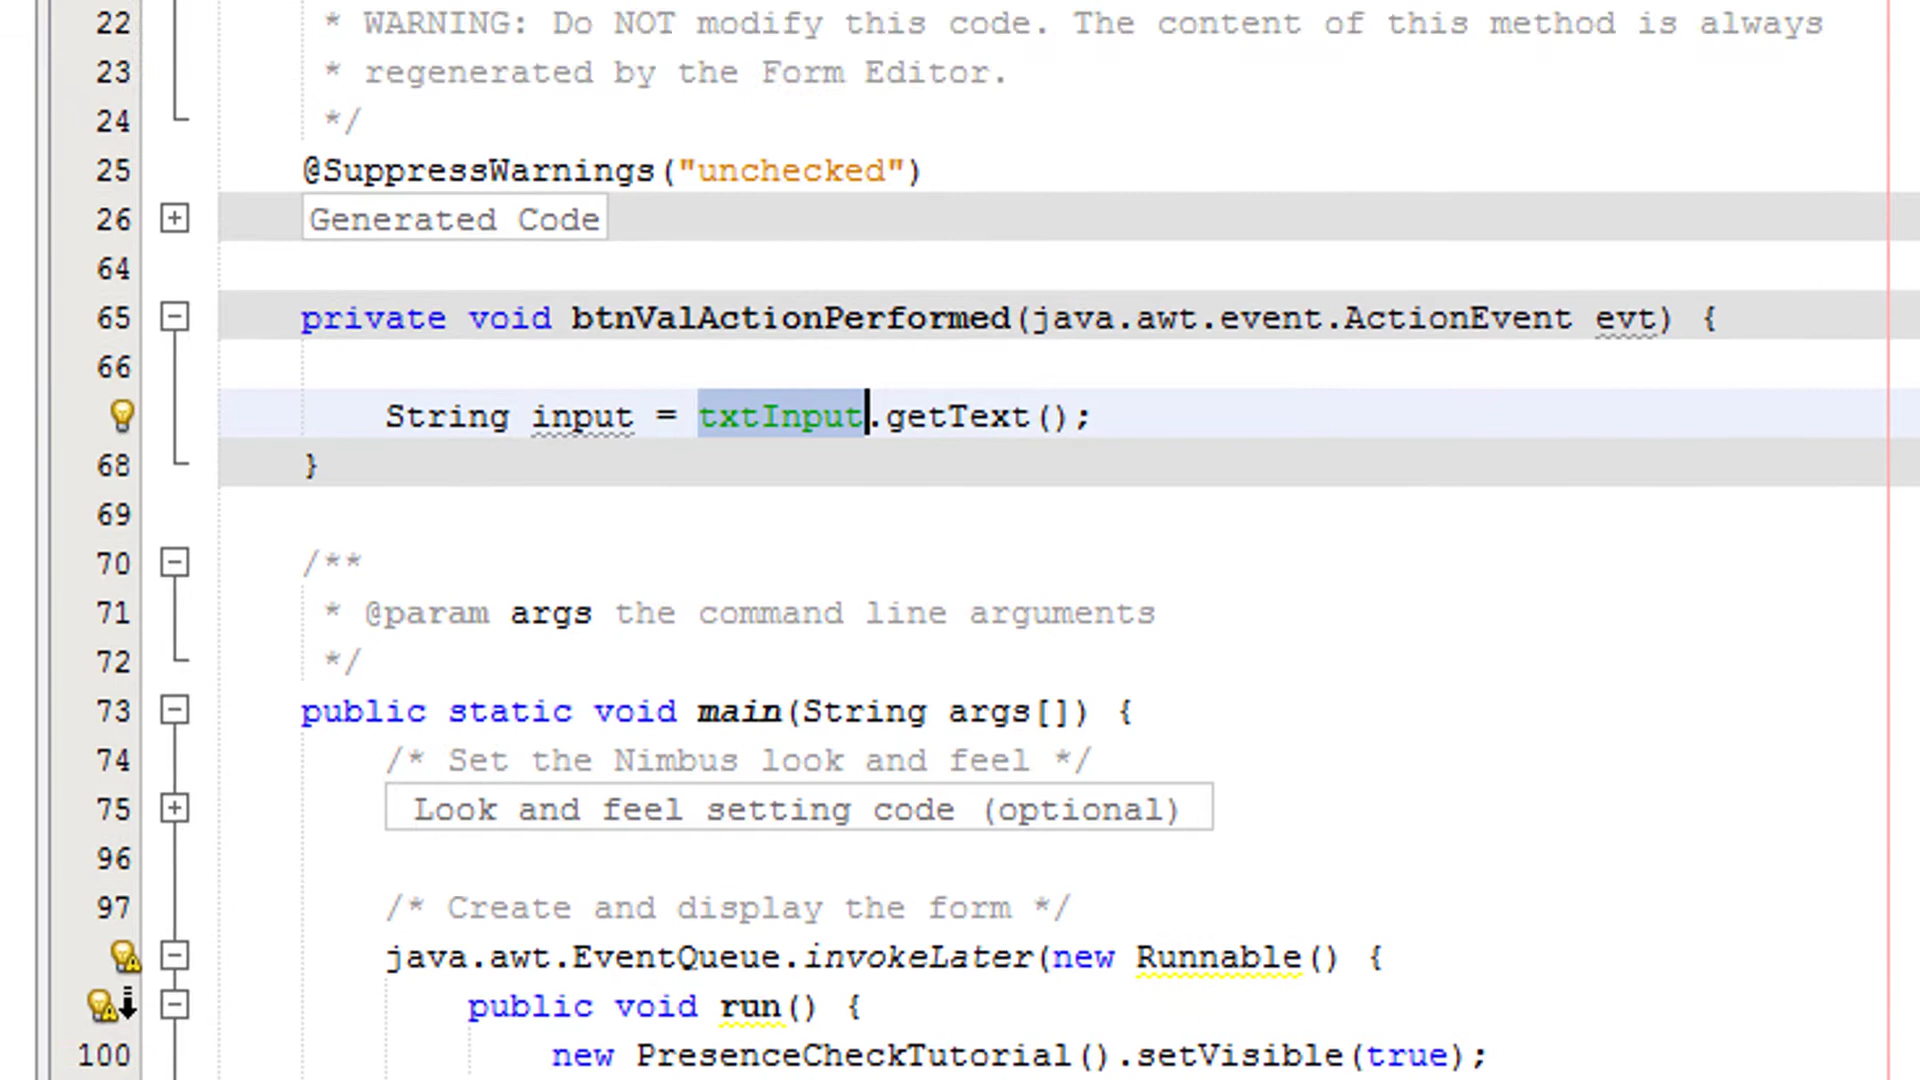 22 * WARNING: Do NOT modify this code. The content of this method is always
23 * regenerated by the Form Editor.
24 */
25 @SuppressWarnings("unchecked")
26 Generated Code
64
65 private void btnValActionPerformed(java.awt.event.ActionEvent evt) {
66
String input = txtInput.getText();
68 }
69
70 /**
71 * @param args the command line arguments
72 */
73 public static void main(String args[]) {
74 /* Set the Nimbus look and feel */
75 Look and feel setting code (optional)
96
97 /* Create and display the form */
java.awt.EventQueue.invokeLater(new Runnable() {
public void run() {
100 new PresenceCheckTutorial().setVisible(true);